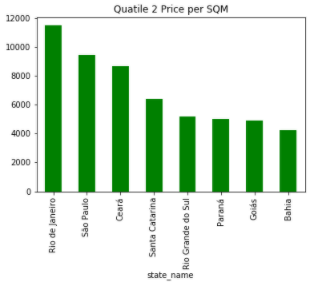 Quatile 2 Price per SQM
12000
10000
8000
6000
4000
2000
0
Rio de Janeiro
São Paulo
Ceará
Santa Catarina
Rio Grande do Sul
Paraná
Goiás
Bahia
state_name